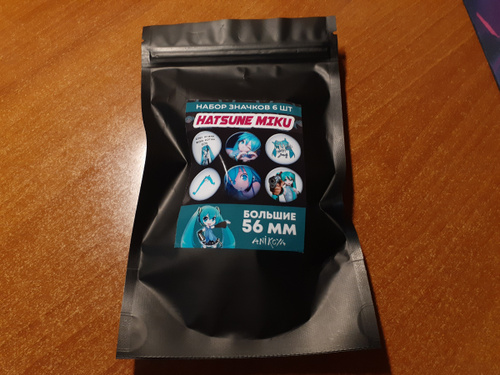 НАБОР ЗНАЧКОВ 6 ШТ
HATSUNE MIKU
БОЛЬШИЕ
56 ММ
ANIKOYA